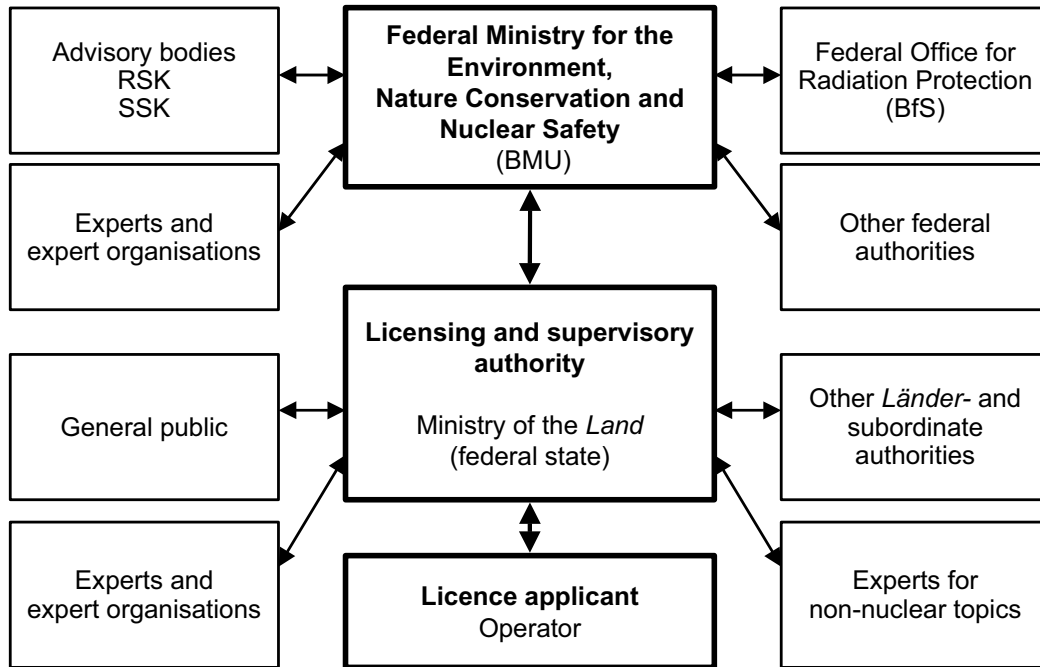 Advisory bodies
RSK
SSK
Federal Ministry for the
Environment,
Nature Conservation and
Nuclear Safety
(BMU)
Federal Office for
Radiation Protection
(BfS)
Experts and
expert organisations
Other federal
authorities
Licensing and supervisory
authority
Ministry of the Land
(federal state)
General public
Other Länder- and
subordinate
authorities
Experts and
expert organisations
Licence applicant
Operator
Experts for
non-nuclear topics